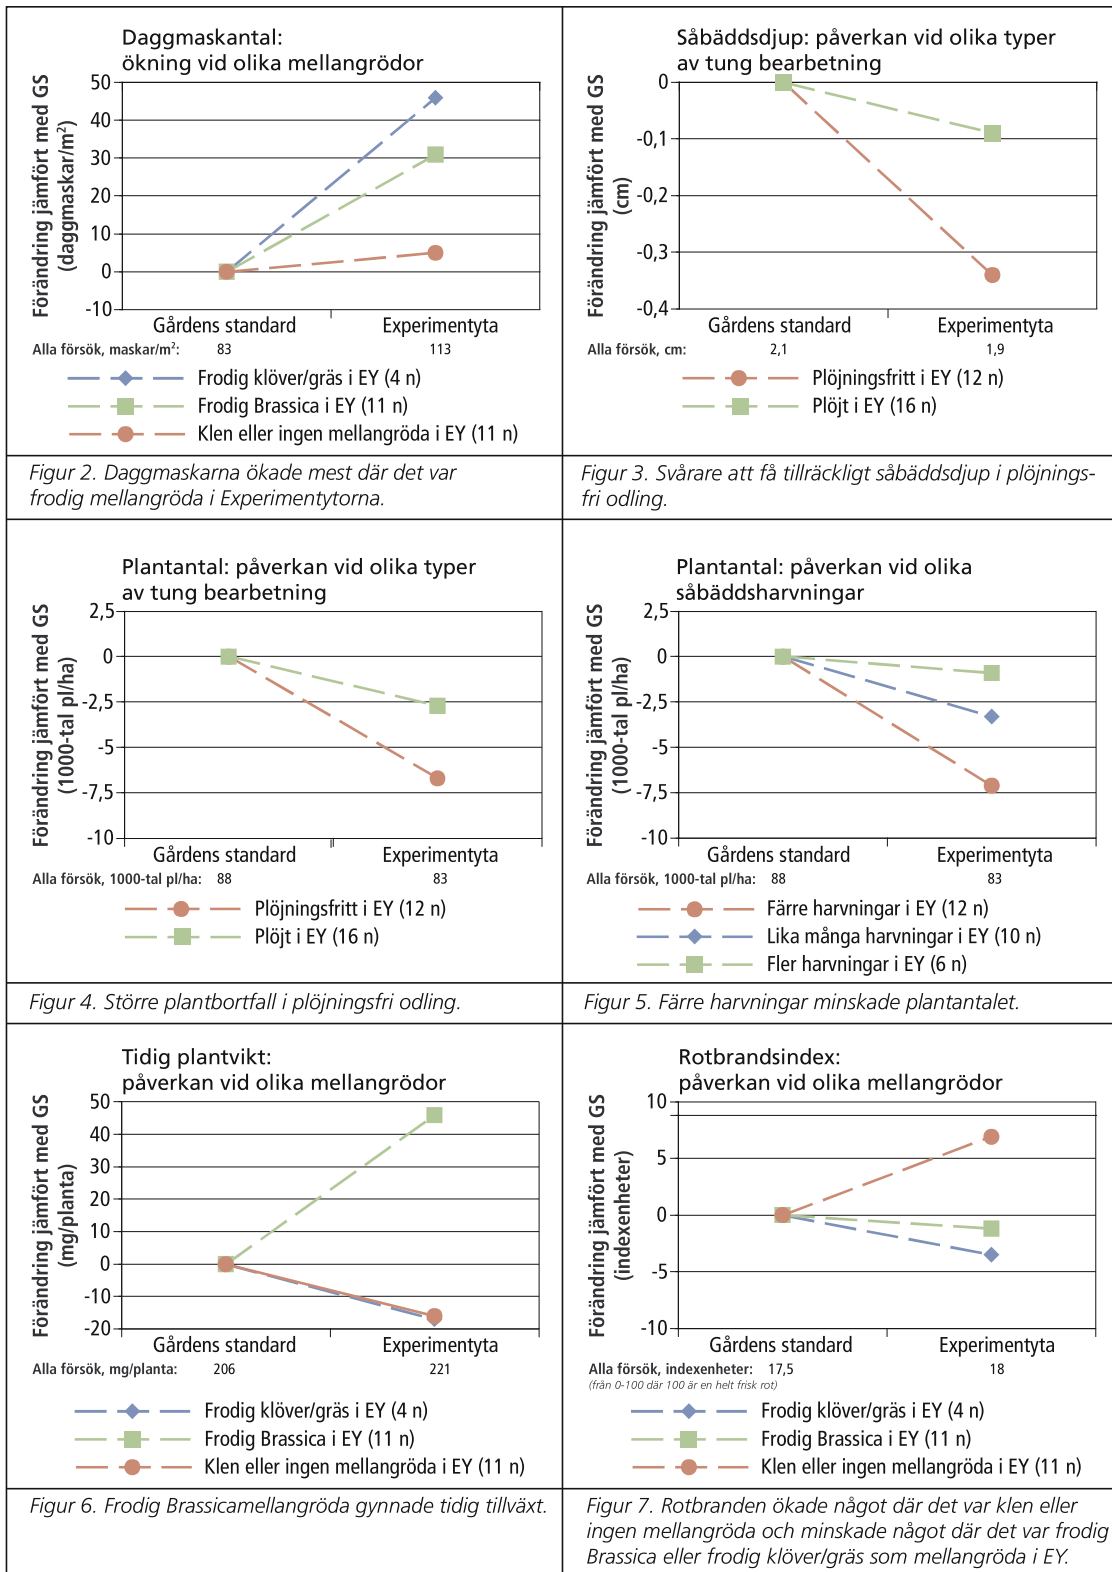 Daggmaskantal:
ökning vid olika mellangrödor
Förändring jämfört med GS
(daggmaskar/m²)
50
40
30
20
10
0
-10
Gårdens standard
Experimentyta
Alla försök, maskar/m²:
83
113
Frodig klöver/gräs i EY (4 n)
Frodig Brassica i EY (11 n)
Klen eller ingen mellangröda i EY (11 n)
Figur 2. Daggmaskarna ökade mest där det var
frodig mellangröda i Experimentytorna.
Såbäddsdjup: påverkan vid olika typer
av tung bearbetning
Förändring jämfört med GS
(cm)
0
-0,1
-0,2
-0,3
-0,4
Gårdens standard
Experimentyta
Alla försök, cm:
2,1
1,9
Plöjningsfritt i EY (12 n)
Plöjt i EY (16 n)
Figur 3. Svårare att få tillräckligt såbäddsdjup i plöjnings-
fri odling.
Plantantal: påverkan vid olika typer
av tung bearbetning
Förändring jämfört med GS
(1000-tal pl/ha)
2,5
0
-2,5
-5
-7,5
-10
Gårdens standard
Experimentyta
Alla försök, 1000-tal pl/ha:
88
83
Plöjningsfritt i EY (12 n)
Plöjt i EY (16 n)
Figur 4. Större plantbortfall i plöjningsfri odling.
Plantantal: påverkan vid olika
såbäddsharvningar
Förändring jämfört med GS
(1000-tal pl/ha)
2,5
0
-2,5
-5
-7,5
-10
Gårdens standard
Experimentyta
Alla försök, 1000-tal pl/ha:
88
83
Färre harvningar i EY (12 n)
Lika många harvningar i EY (10 n)
Fler harvningar i EY (6 n)
Figur 5. Färre harvningar minskade plantantalet.
Tidig plantvikt:
påverkan vid olika mellangrödor
Förändring jämfört med GS
(mg/planta)
50
40
30
20
10
0
-10
-20
Gårdens standard
Experimentyta
Alla försök, mg/planta:
206
221
Frodig klöver/gräs i EY (4 n)
Frodig Brassica i EY (11 n)
Klen eller ingen mellangröda i EY (11 n)
Figur 6. Frodig Brassicamellangröda gynnade tidig tillväxt.
Rotbrandsindex:
påverkan vid olika mellangrödor
Förändring jämfört med GS
(indexenheter)
10
5
0
-5
-10
Gårdens standard
Experimentyta
Alla försök, indexenheter:
17,5
18
(från 0-100 där 100 är en helt frisk rot)
Frodig klöver/gräs i EY (4 n)
Frodig Brassica i EY (11 n)
Klen eller ingen mellangröda i EY (11 n)
Figur 7. Rotbranden ökade något där det var klen eller
ingen mellangröda och minskade något där det var frodig
Brassica eller frodig klöver/gräs som mellangröda i EY.